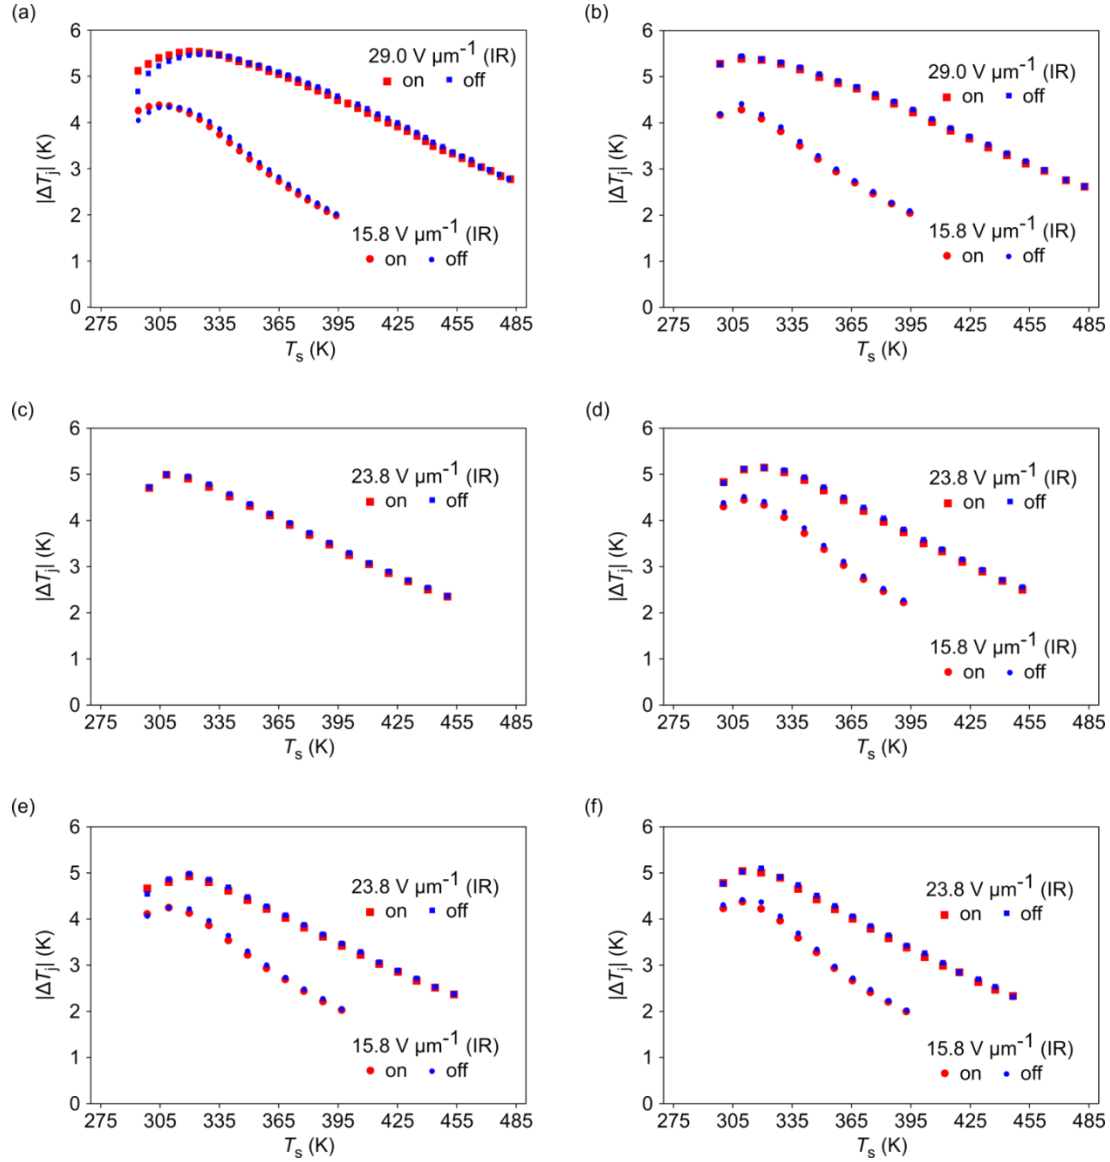 (a)
6
5
4
3
2
1
0
|ΔTj| (K)
29.0 V µm-1 (IR)
on off
15.8 V µm-1 (IR)
on off
275 305 335 365 395 425 455 485
Ts (K)
(b)
6
5
4
3
2
1
0
|ΔTj| (K)
29.0 V µm-1 (IR)
on off
15.8 V µm-1 (IR)
on off
275 305 335 365 395 425 455 485
Ts (K)
(c)
6
5
4
3
2
1
0
|ΔTj| (K)
23.8 V µm-1 (IR)
on off
275 305 335 365 395 425 455 485
Ts (K)
(d)
6
5
4
3
2
1
0
|ΔTj| (K)
23.8 V µm-1 (IR)
on off
15.8 V µm-1 (IR)
on off
275 305 335 365 395 425 455 485
Ts (K)
(e)
6
5
4
3
2
1
0
|ΔTj| (K)
23.8 V µm-1 (IR)
on off
15.8 V µm-1 (IR)
on off
275 305 335 365 395 425 455 485
Ts (K)
(f)
6
5
4
3
2
1
0
|ΔTj| (K)
23.8 V µm-1 (IR)
on off
15.8 V µm-1 (IR)
on off
275 305 335 365 395 425 455 485
Ts (K)